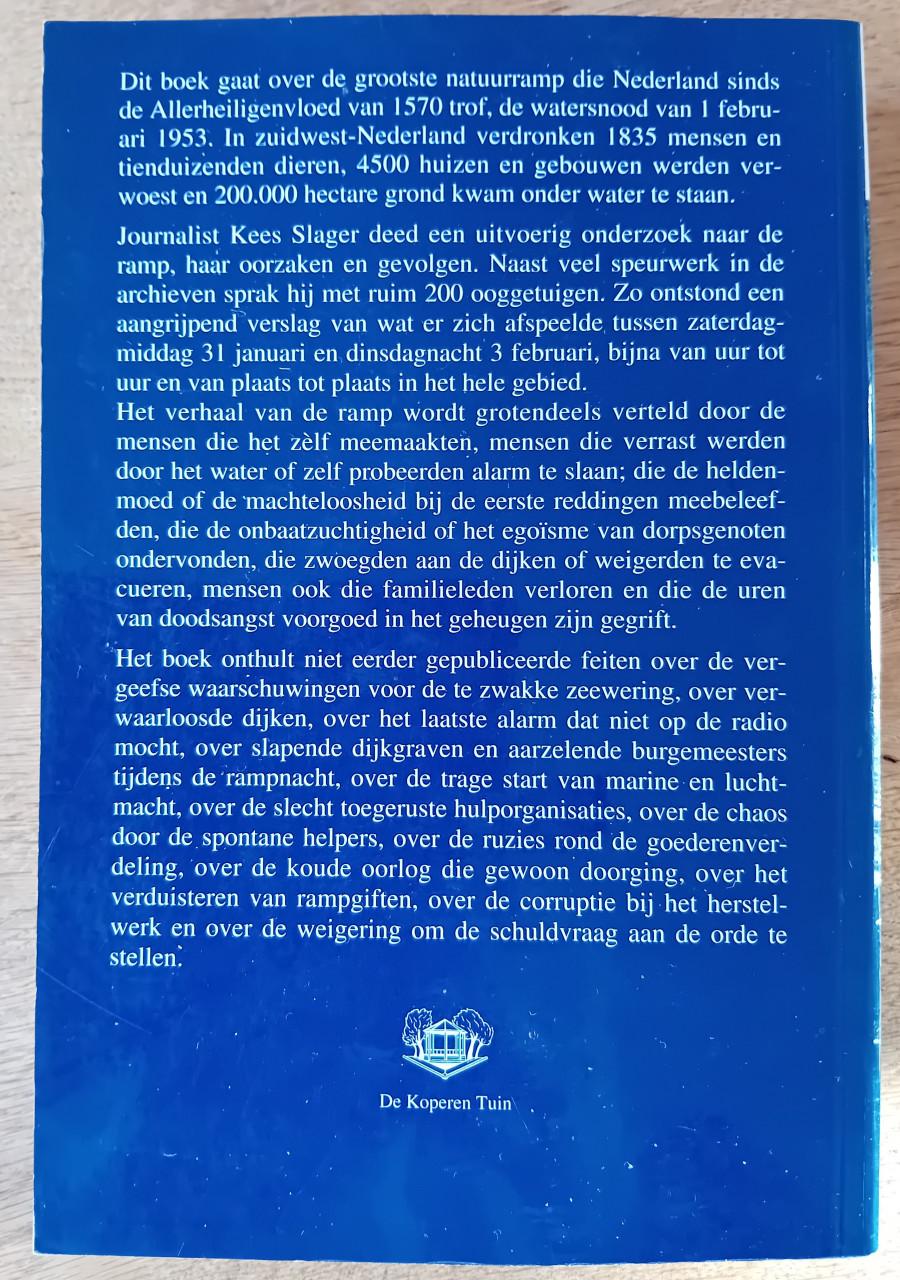 Dit boek gaat over de grootste natuurramp die Nederland sinds
de Allerheiligenvloed van 1570 trof, de watersnood van 1 febru-
ari 1953. In zuidwest-Nederland verdronken 1835 mensen en
tienduizenden dieren, 4500 huizen en gebouwen werden ver-
woest en 200.000 hectare grond kwam onder water te staan.
Journalist Kees Slager deed een uitvoerig onderzoek naar de
ramp, haar oorzaken en gevolgen. Naast veel speurwerk in de
archieven sprak hij met ruim 200 ooggetuigen. Zo ontstond een
aangrijpend verslag van wat er zich afspeelde tussen zaterdag-
middag 31 januari en dinsdagnacht 3 februari, bijna van uur tot
uur en van plaats tot plaats in het hele gebied.
Het verhaal van de ramp wordt grotendeels verteld door de
mensen die het zèlf meemaakten, mensen die verrast werden
door het water of zelf probeerden alarm te slaan; die de helden-
moed of de machteloosheid bij de eerste reddingen meebeleef-
den, die de onbaatzuchtigheid of het egoïsme van dorpsgenoten
ondervonden, die zwoegden aan de dijken of weigerden te eva-
cueren, mensen ook die familieleden verloren en die de uren
van doodsangst voorgoed in het geheugen zijn gegrift.
Het boek onthult niet eerder gepubliceerde feiten over de ver-
geefse waarschuwingen voor de te zwakke zeewering, over ver-
waarloosde dijken, over het laatste alarm dat niet op de radio
mocht, over slapende dijkgraven en aarzelende burgemeesters
tijdens de rampnacht, over de trage start van marine en lucht-
macht, over de slecht toegeruste hulporganisaties, over de chaos
door de spontane helpers, over de ruzies rond de goederenver-
deling, over de koude oorlog die gewoon doorging, over het
verduisteren van rampgiften, over de corruptie bij het herstel-
werk en over de weigering om de schuldvraag aan de orde te
stellen.
De Koperen Tuin